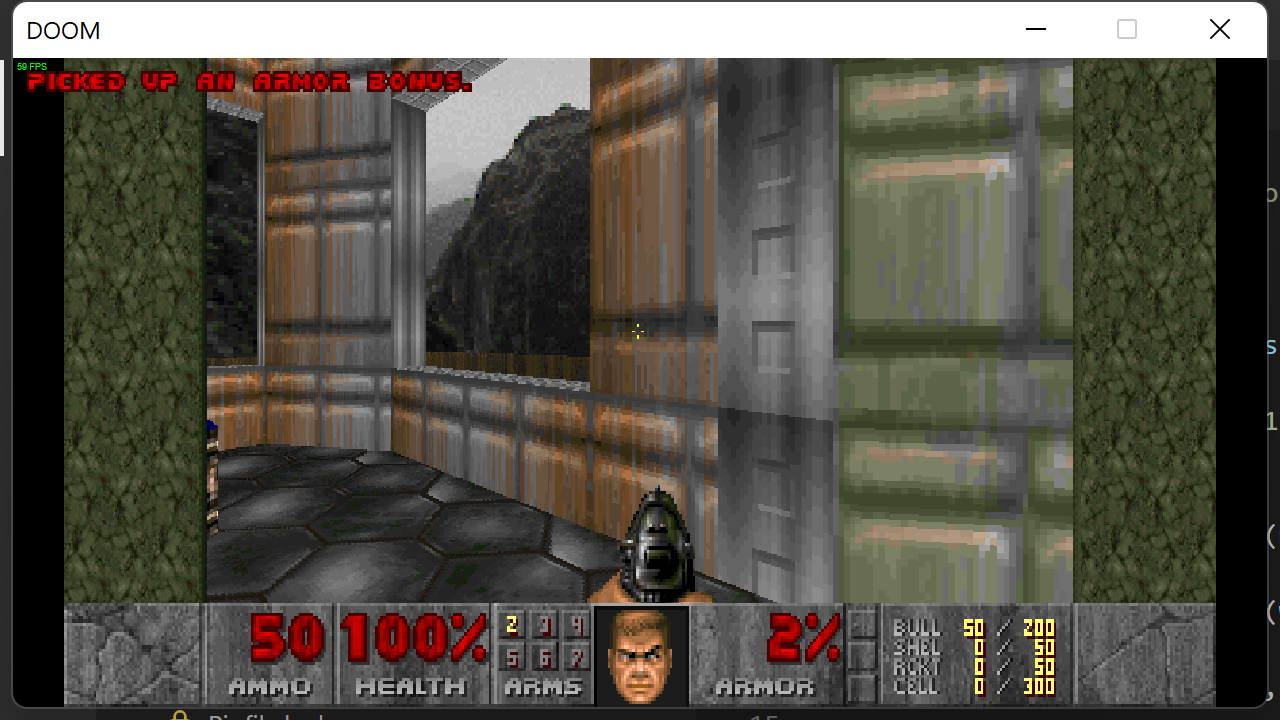 DOOM
59 FPS
PICKED UP AN ARMOR BONUS.
50 100% 2 3 4 2%
5 6 7
AMMO HEALTH ARMS ARMOR
BULL 50 / 200
SHEL 0 / 50
RCKT 0 / 50
CELL 0 / 300